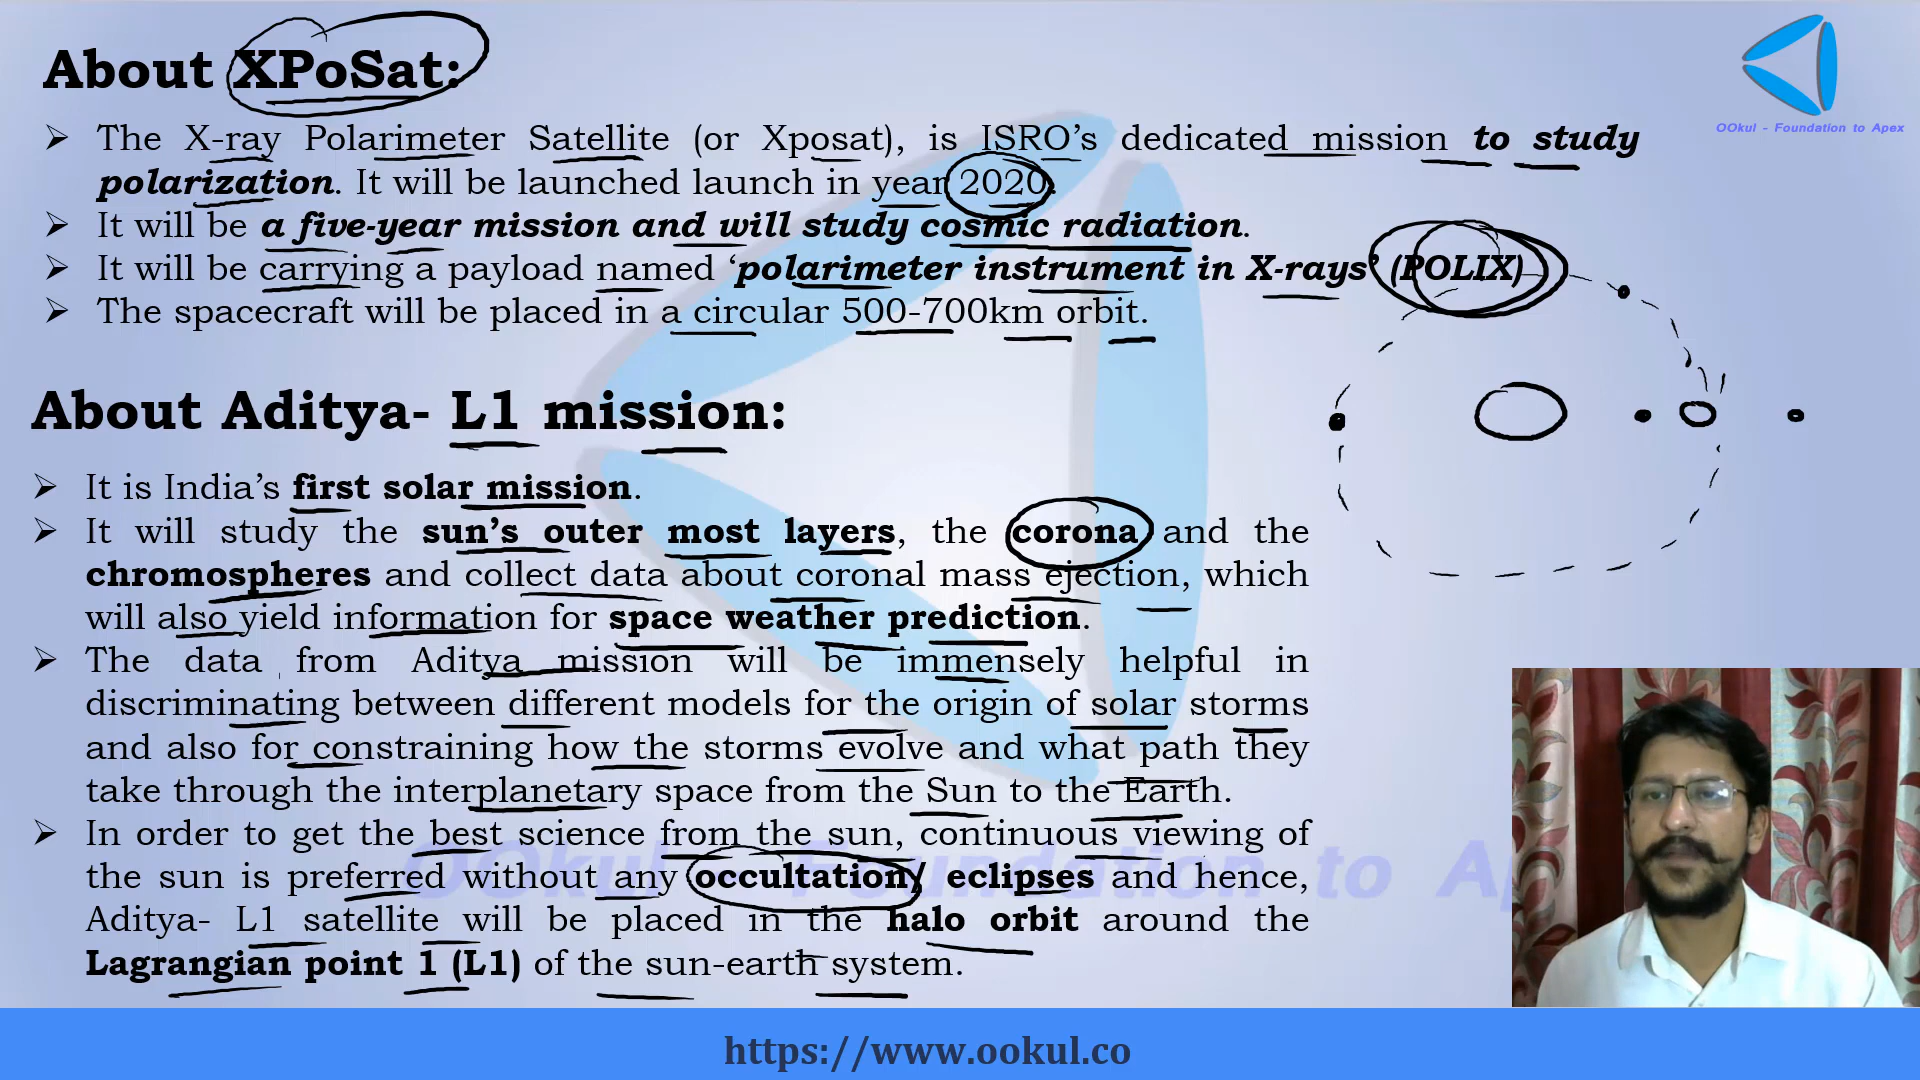 About XPoSat:
OOkul - Foundation to Apex
➢ The X-ray Polarimeter Satellite (or Xposat), is ISRO's dedicated mission to study
polarization. It will be launched launch in year 2020.
➢ It will be a five-year mission and will study cosmic radiation.
➢ It will be carrying a payload named ‘polarimeter instrument in X-rays’ (POLIX)
➢ The spacecraft will be placed in a circular 500-700km orbit.
About Aditya- L1 mission:
➢ It is India’s first solar mission.
➢ It will study the sun’s outer most layers, the corona and the
chromospheres and collect data about coronal mass ejection, which
will also yield information for space weather prediction.
➢ The data from Aditya mission will be immensely helpful in
discriminating between different models for the origin of solar storms
and also for constraining how the storms evolve and what path they
take through the interplanetary space from the Sun to the Earth.
➢ In order to get the best science from the sun, continuous viewing of
the sun is preferred without any occultation/ eclipses and hence,
Aditya- L1 satellite will be placed in the halo orbit around the
Lagrangian point 1 (L1) of the sun-earth system.
OOkul - Foundation to Ap
https://www.ookul.co